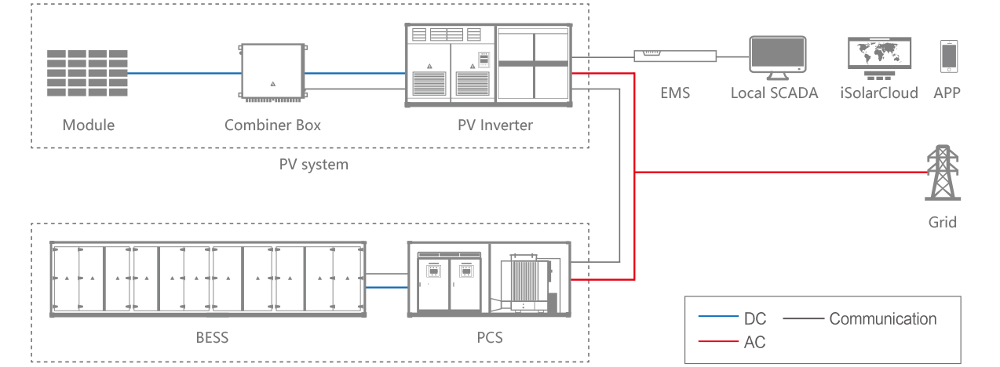 EMS
Local SCADA
iSolarCloud
APP
Module
Combiner Box
PV Inverter
PV system
Grid
BESS
PCS
DC
Communication
AC